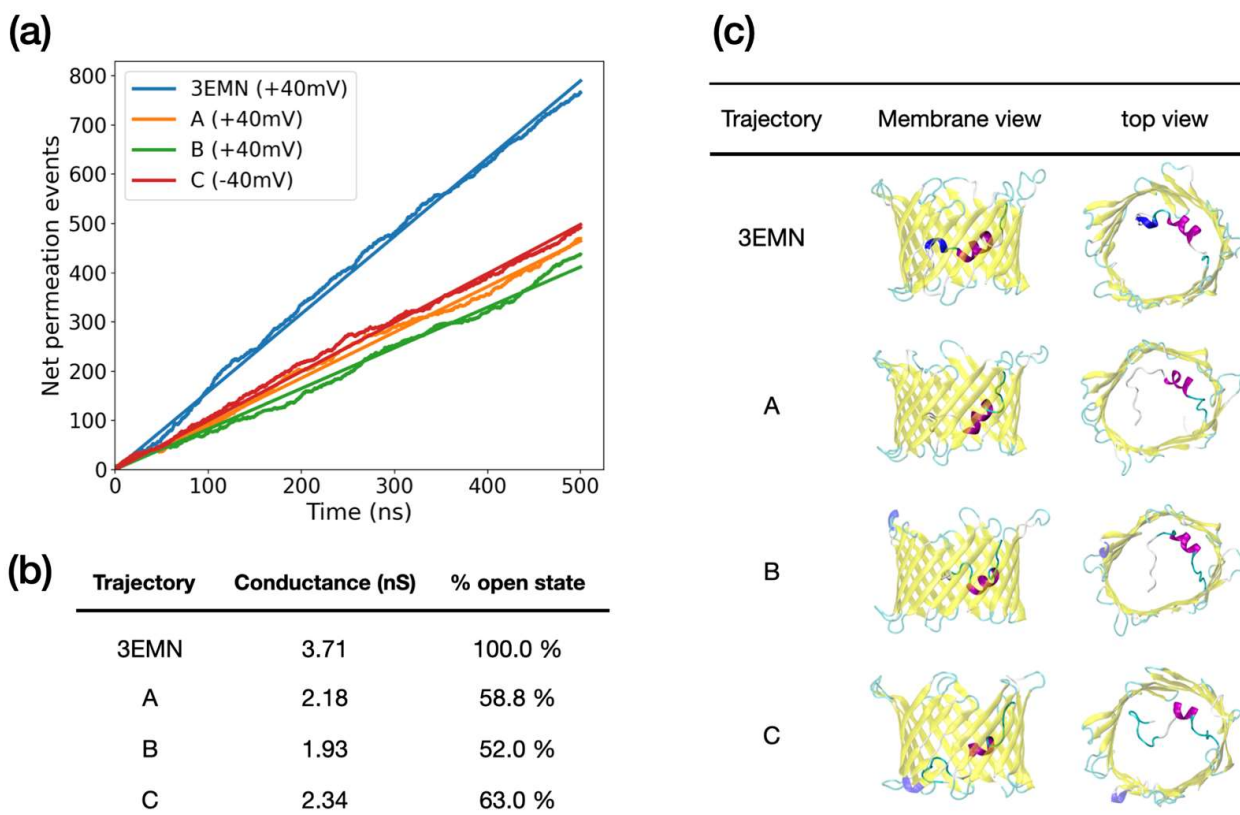 (a)
800
700
600
500
400
300
200
100
0
Net permeation events
3EMN (+40mV)
A (+40mV)
B (+40mV)
C (-40mV)
0 100 200 300 400 500
Time (ns)
(b)
Trajectory Conductance (nS) % open state
3EMN 3.71 100.0 %
A 2.18 58.8 %
B 1.93 52.0 %
C 2.34 63.0 %
(c)
Trajectory Membrane view top view
3EMN
A
B
C